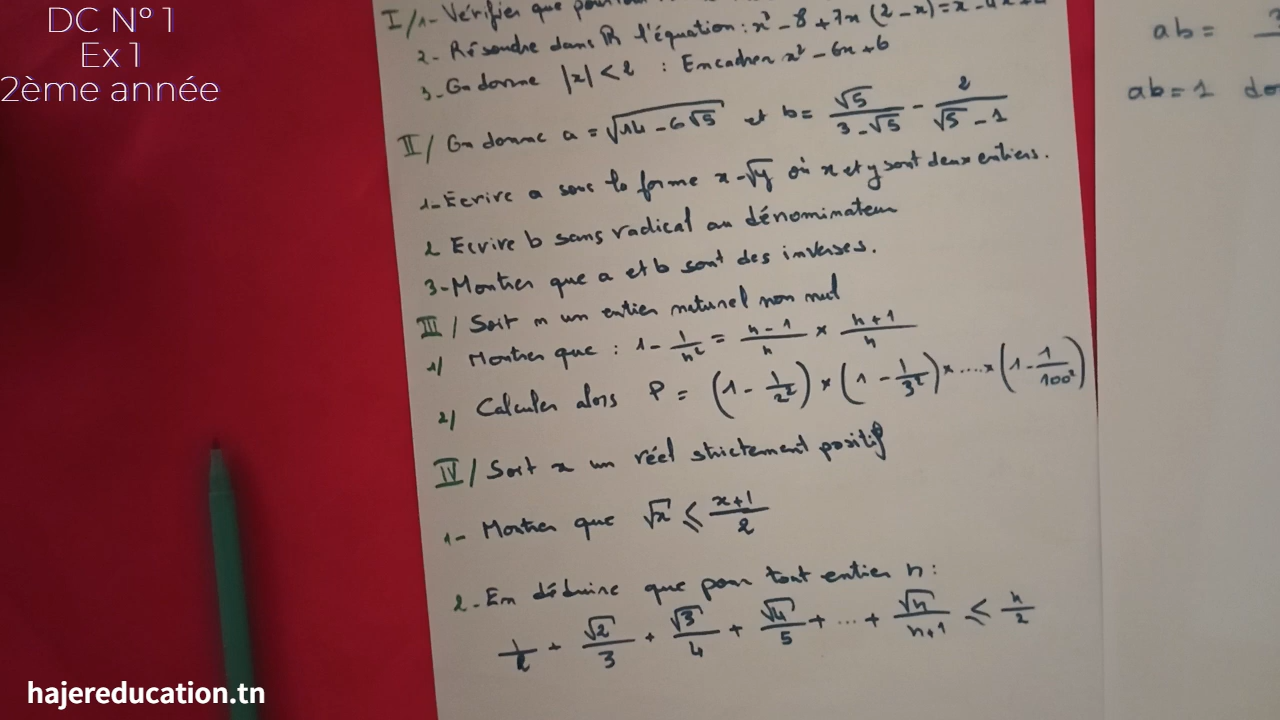 DC N° 1
Ex 1
2ème année
I/1- Vérifier que pour
2- Résoudre dans ℝ l'équation : x³ - 8 + 7x (2 - x) =
3- On donne |x| < 2 : Encadrer x² - 6x + 6
II/ On donne a = √(14 - 6√5) et b = √5/(3 - √5) - 2/(√5 - 1)
1- Ecrire a sous la forme x - √y où x et y sont deux entiers.
2 Ecrire b sans radical au dénominateur
3- Montrer que a et b sont des inverses.
III/ Soit n un entier naturel non nul
1/ Montrer que : 1 - 1/n² = (n - 1)/n × (n + 1)/n
2/ Calculer alors P = (1 - 1/2²) × (1 - 1/3²) × .... × (1 - 1/100²)
IV/ Soit x un réel strictement positif
1- Montrer que √x ≤ (x+1)/2
2- En déduire que pour tout entier n :
1/2 + √2/3 + √3/4 + √4/5 + ... + √n/(n+1) ≤ n/2
ab =
ab = 1
hajereducation.tn